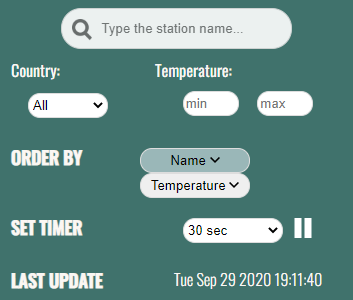 Type the station name...
Country: Temperature:
All min max
ORDER BY Name
Temperature
SET TIMER 30 sec
LAST UPDATE Tue Sep 29 2020 19:11:40